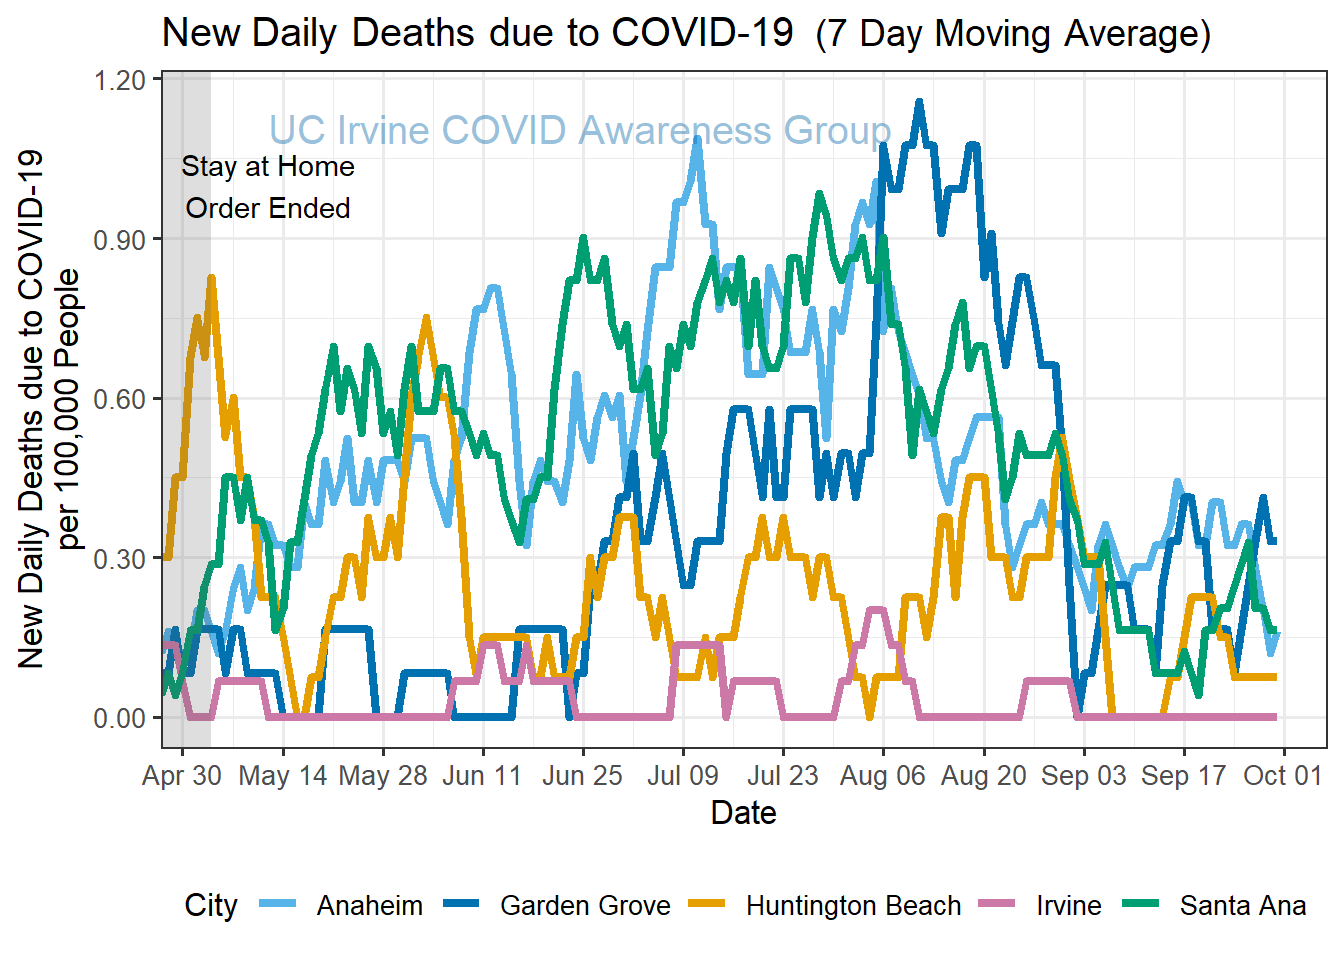 New Daily Deaths due to COVID-19 (7 Day Moving Average)
1.20
UC Irvine COVID Awareness Group
Stay at Home
Order Ended
0.90
0.60
0.30
0.00
New Daily Deaths due to COVID-19
per 100,000 People
Apr 30 May 14 May 28 Jun 11 Jun 25 Jul 09 Jul 23 Aug 06 Aug 20 Sep 03 Sep 17 Oct 01
Date
City Anaheim Garden Grove Huntington Beach Irvine Santa Ana